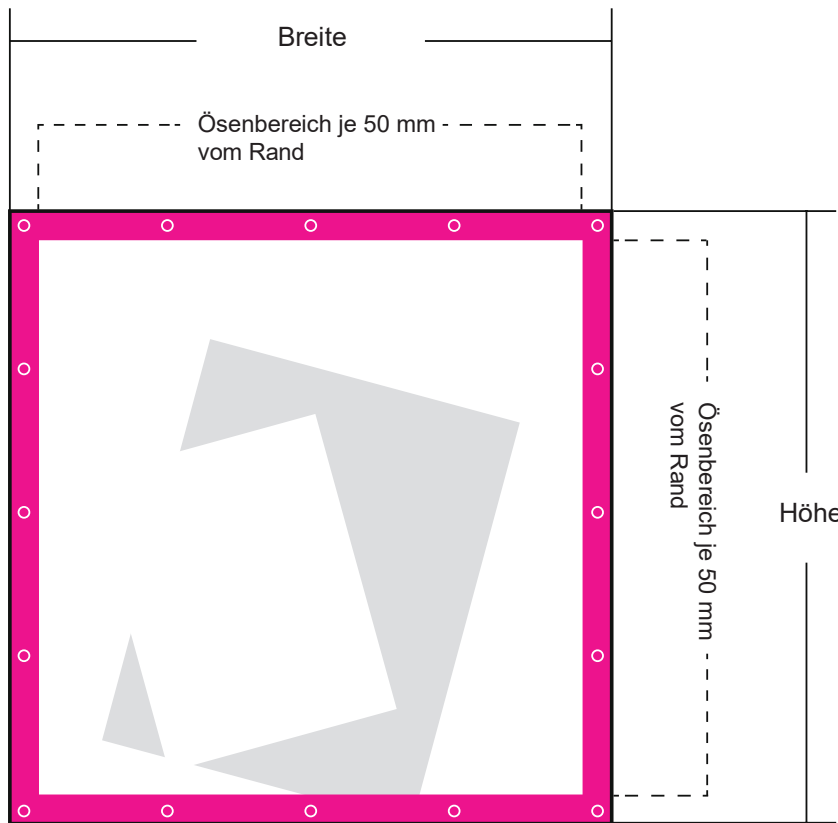 Breite
Ösenbereich je 50 mm
vom Rand
Ösenbereich je 50 mm
vom Rand
Höhe